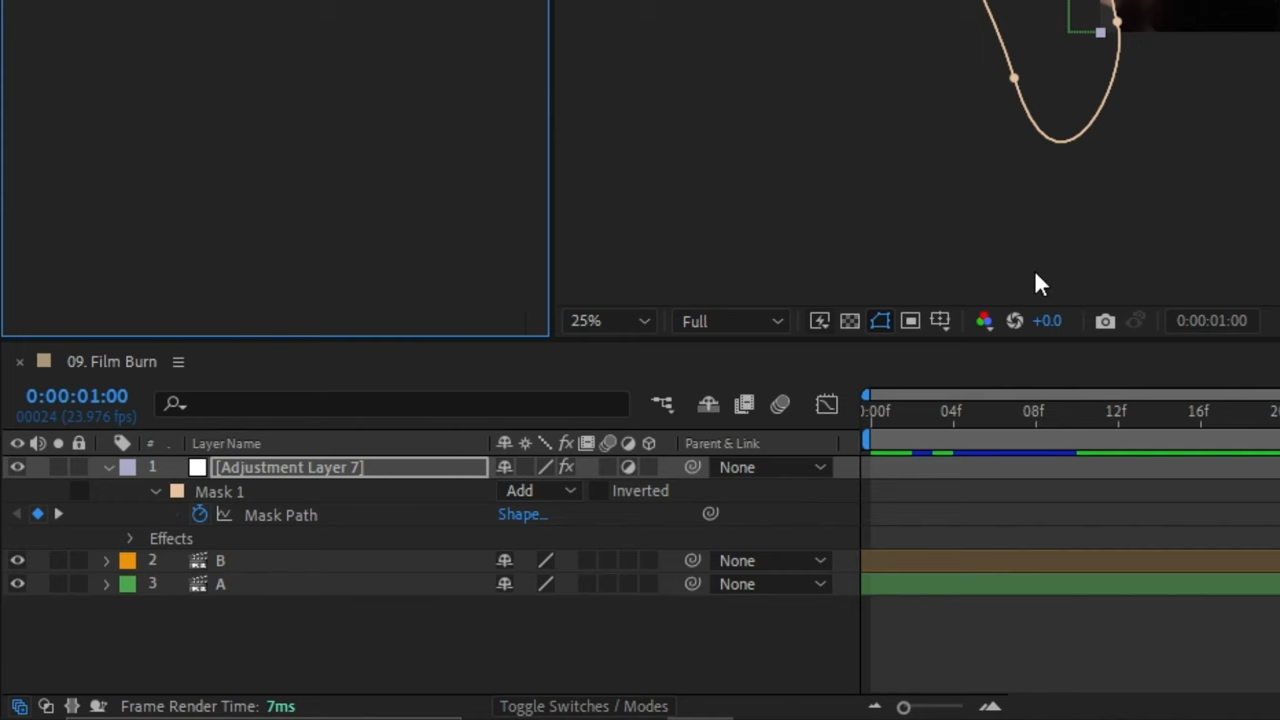 25%
Full
+0.0
0:00:01:00
× 09. Film Burn
0:00:01:00
00024 (23.976 fps)
# . Layer Name
Parent & Link
:00f 04f 08f 12f 16f
1 [Adjustment Layer 7] fx None
Mask 1 Add Inverted
Mask Path Shape...
Effects
2 B None
3 A None
Frame Render Time: 7ms
Toggle Switches / Modes